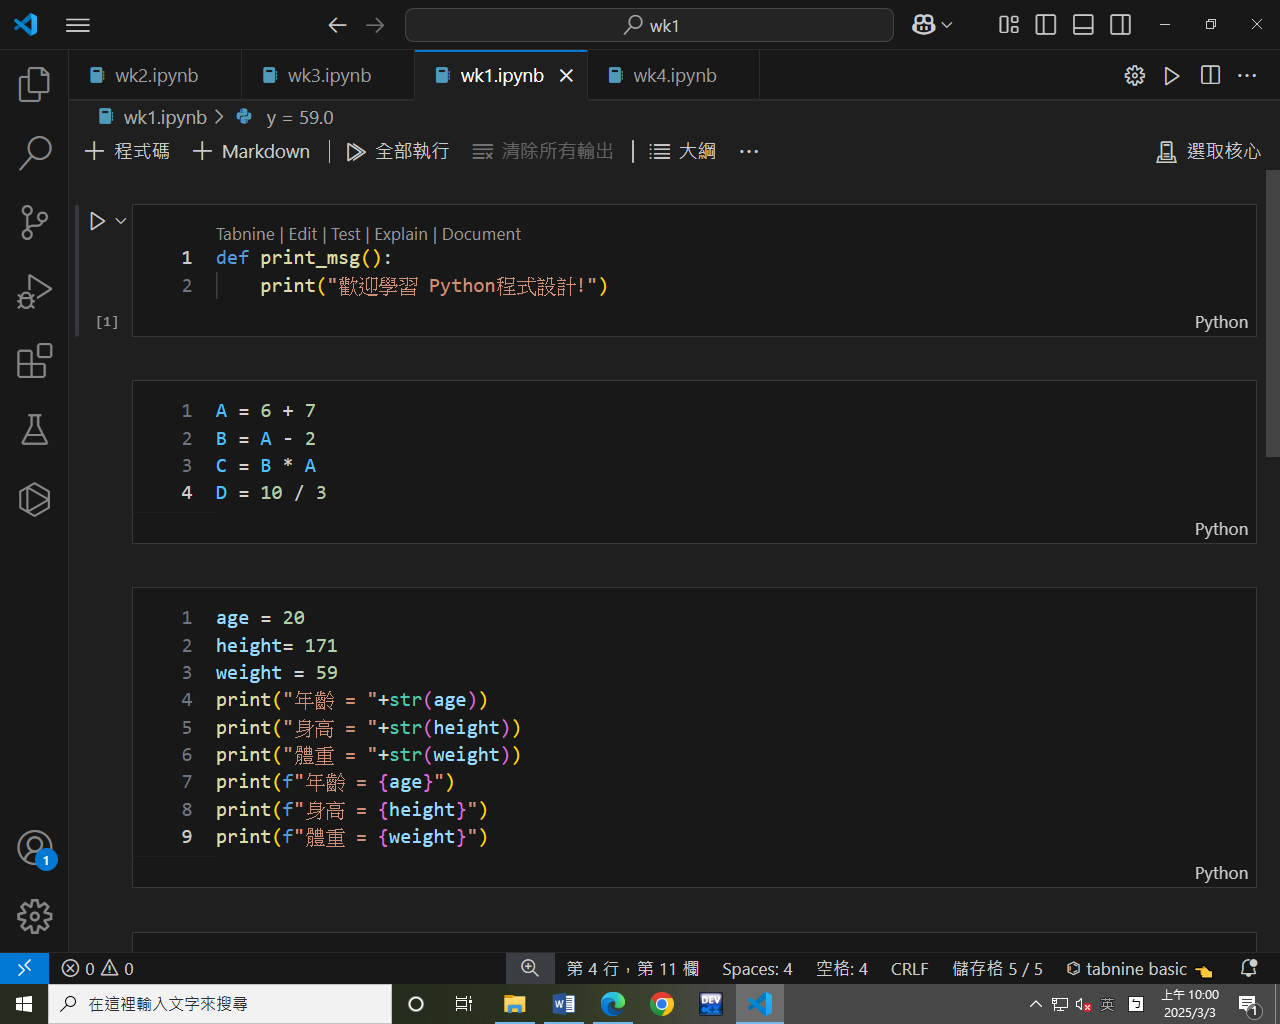 wk1
wk2.ipynb
wk3.ipynb
wk1.ipynb
wk4.ipynb
wk1.ipynb > y = 59.0
程式碼
Markdown
全部執行
清除所有輸出
大綱
選取核心
Tabnine | Edit | Test | Explain | Document
1 def print_msg():
2 print("歡迎學習 Python程式設計!")
[1]
Python
1 A = 6 + 7
2 B = A - 2
3 C = B * A
4 D = 10 / 3
Python
1 age = 20
2 height= 171
3 weight = 59
4 print("年齡 = "+str(age))
5 print("身高 = "+str(height))
6 print("體重 = "+str(weight))
7 print(f"年齡 = {age}")
8 print(f"身高 = {height}")
9 print(f"體重 = {weight}")
Python
1
0 0
第 4 行，第 11 欄
Spaces: 4
空格: 4
CRLF
儲存格 5 / 5
tabnine basic
在這裡輸入文字來搜尋
DEV
英
上午 10:00
2025/3/3
1